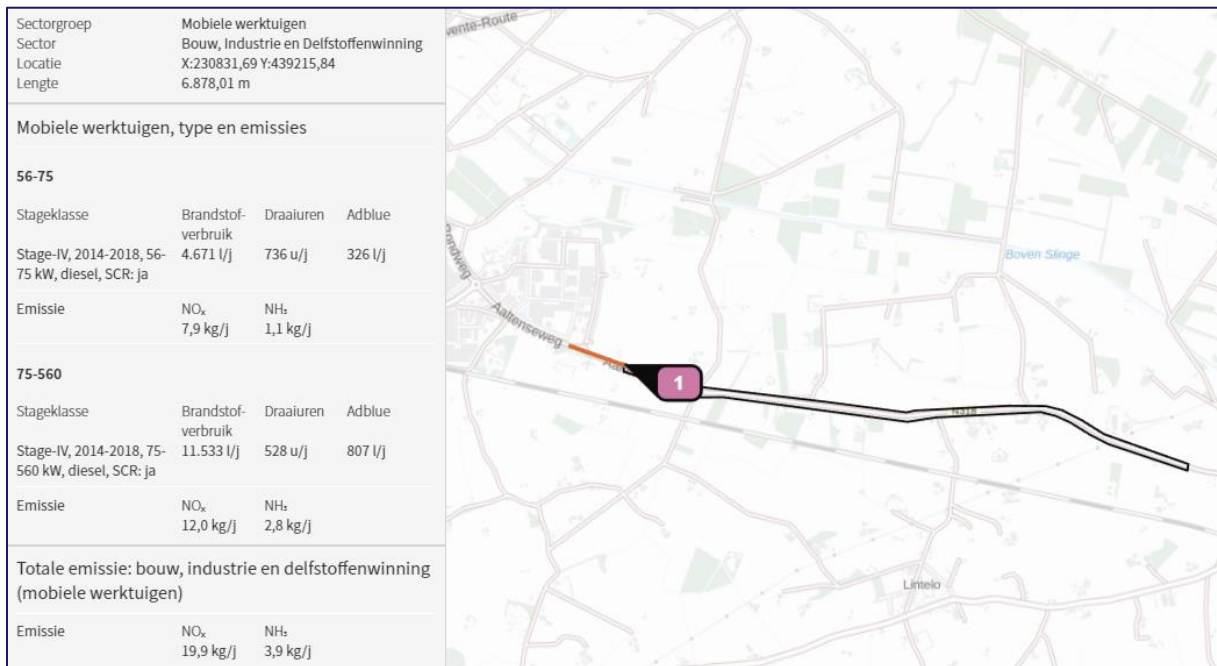 Sectorgroep Mobiele werktuigen
Sector Bouw, Industrie en Delfstoffenwinning
Locatie X:230831,69 Y:439215,84
Lengte 6.878,01 m
Mobiele werktuigen, type en emissies
56-75
Stageklasse Brandstof- Draaiuren Adblue
verbruik
Stage-IV, 2014-2018, 56- 4.671 l/j 736 u/j 326 l/j
75 kW, diesel, SCR: ja
Emissie NOₓ NH₃
7,9 kg/j 1,1 kg/j
75-560
Stageklasse Brandstof- Draaiuren Adblue
verbruik
Stage-IV, 2014-2018, 75- 11.533 l/j 528 u/j 807 l/j
560 kW, diesel, SCR: ja
Emissie NOₓ NH₃
12,0 kg/j 2,8 kg/j
Totale emissie: bouw, industrie en delfstoffenwinning
(mobiele werktuigen)
Emissie NOₓ NH₃
19,9 kg/j 3,9 kg/j
vente-Route
Boven Slinge
Rondweg
Aaltenseweg
1
N318
Lintelo